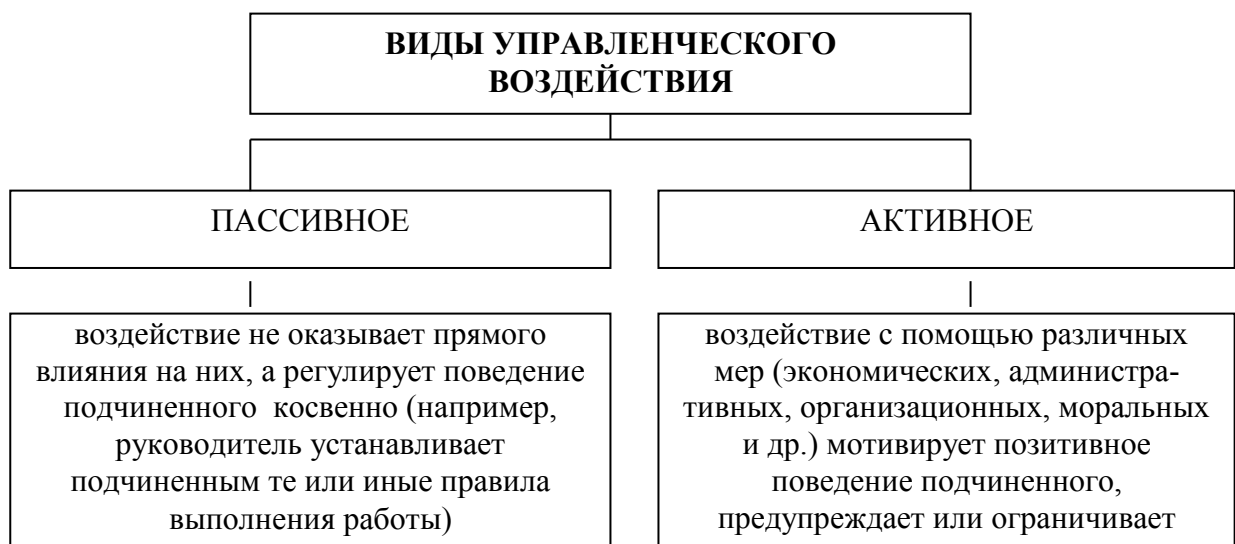 ВИДЫ УПРАВЛЕНЧЕСКОГО
ВОЗДЕЙСТВИЯ
ПАССИВНОЕ
АКТИВНОЕ
воздействие не оказывает прямого
влияния на них, а регулирует поведение
подчиненного косвенно (например,
руководитель устанавливает
подчиненным те или иные правила
выполнения работы)
воздействие с помощью различных
мер (экономических, администра-
тивных, организационных, моральных
и др.) мотивирует позитивное
поведение подчиненного,
предупреждает или ограничивает